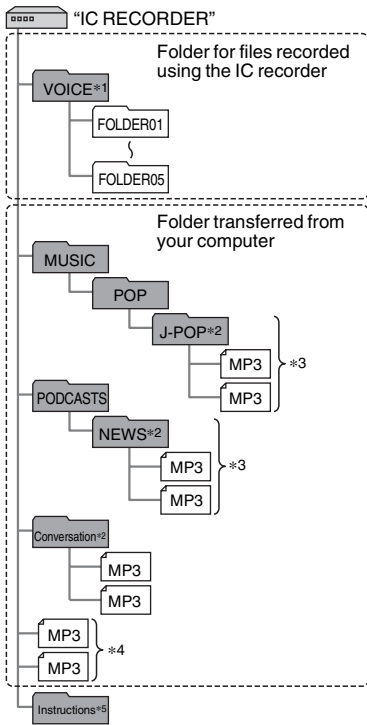 "IC RECORDER"
Folder for files recorded
using the IC recorder
VOICE*1
FOLDER01
FOLDER05
Folder transferred from
your computer
MUSIC
POP
J-POP*2
MP3
*3
MP3
PODCASTS
NEWS*2
MP3
*3
MP3
Conversation*2
MP3
MP3
MP3
*4
MP3
Instructions*5